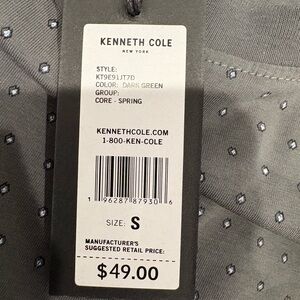 KENNETH COLE
NEW YORK
STYLE:
KT9E91JT7D
COLOR: DARK GREEN
GROUP:
CORE - SPRING
KENNETHCOLE.COM
1-800-KEN-COLE
1 96287 87930 6
SIZE: S
MANUFACTURER'S
SUGGESTED RETAIL PRICE:
$49.00